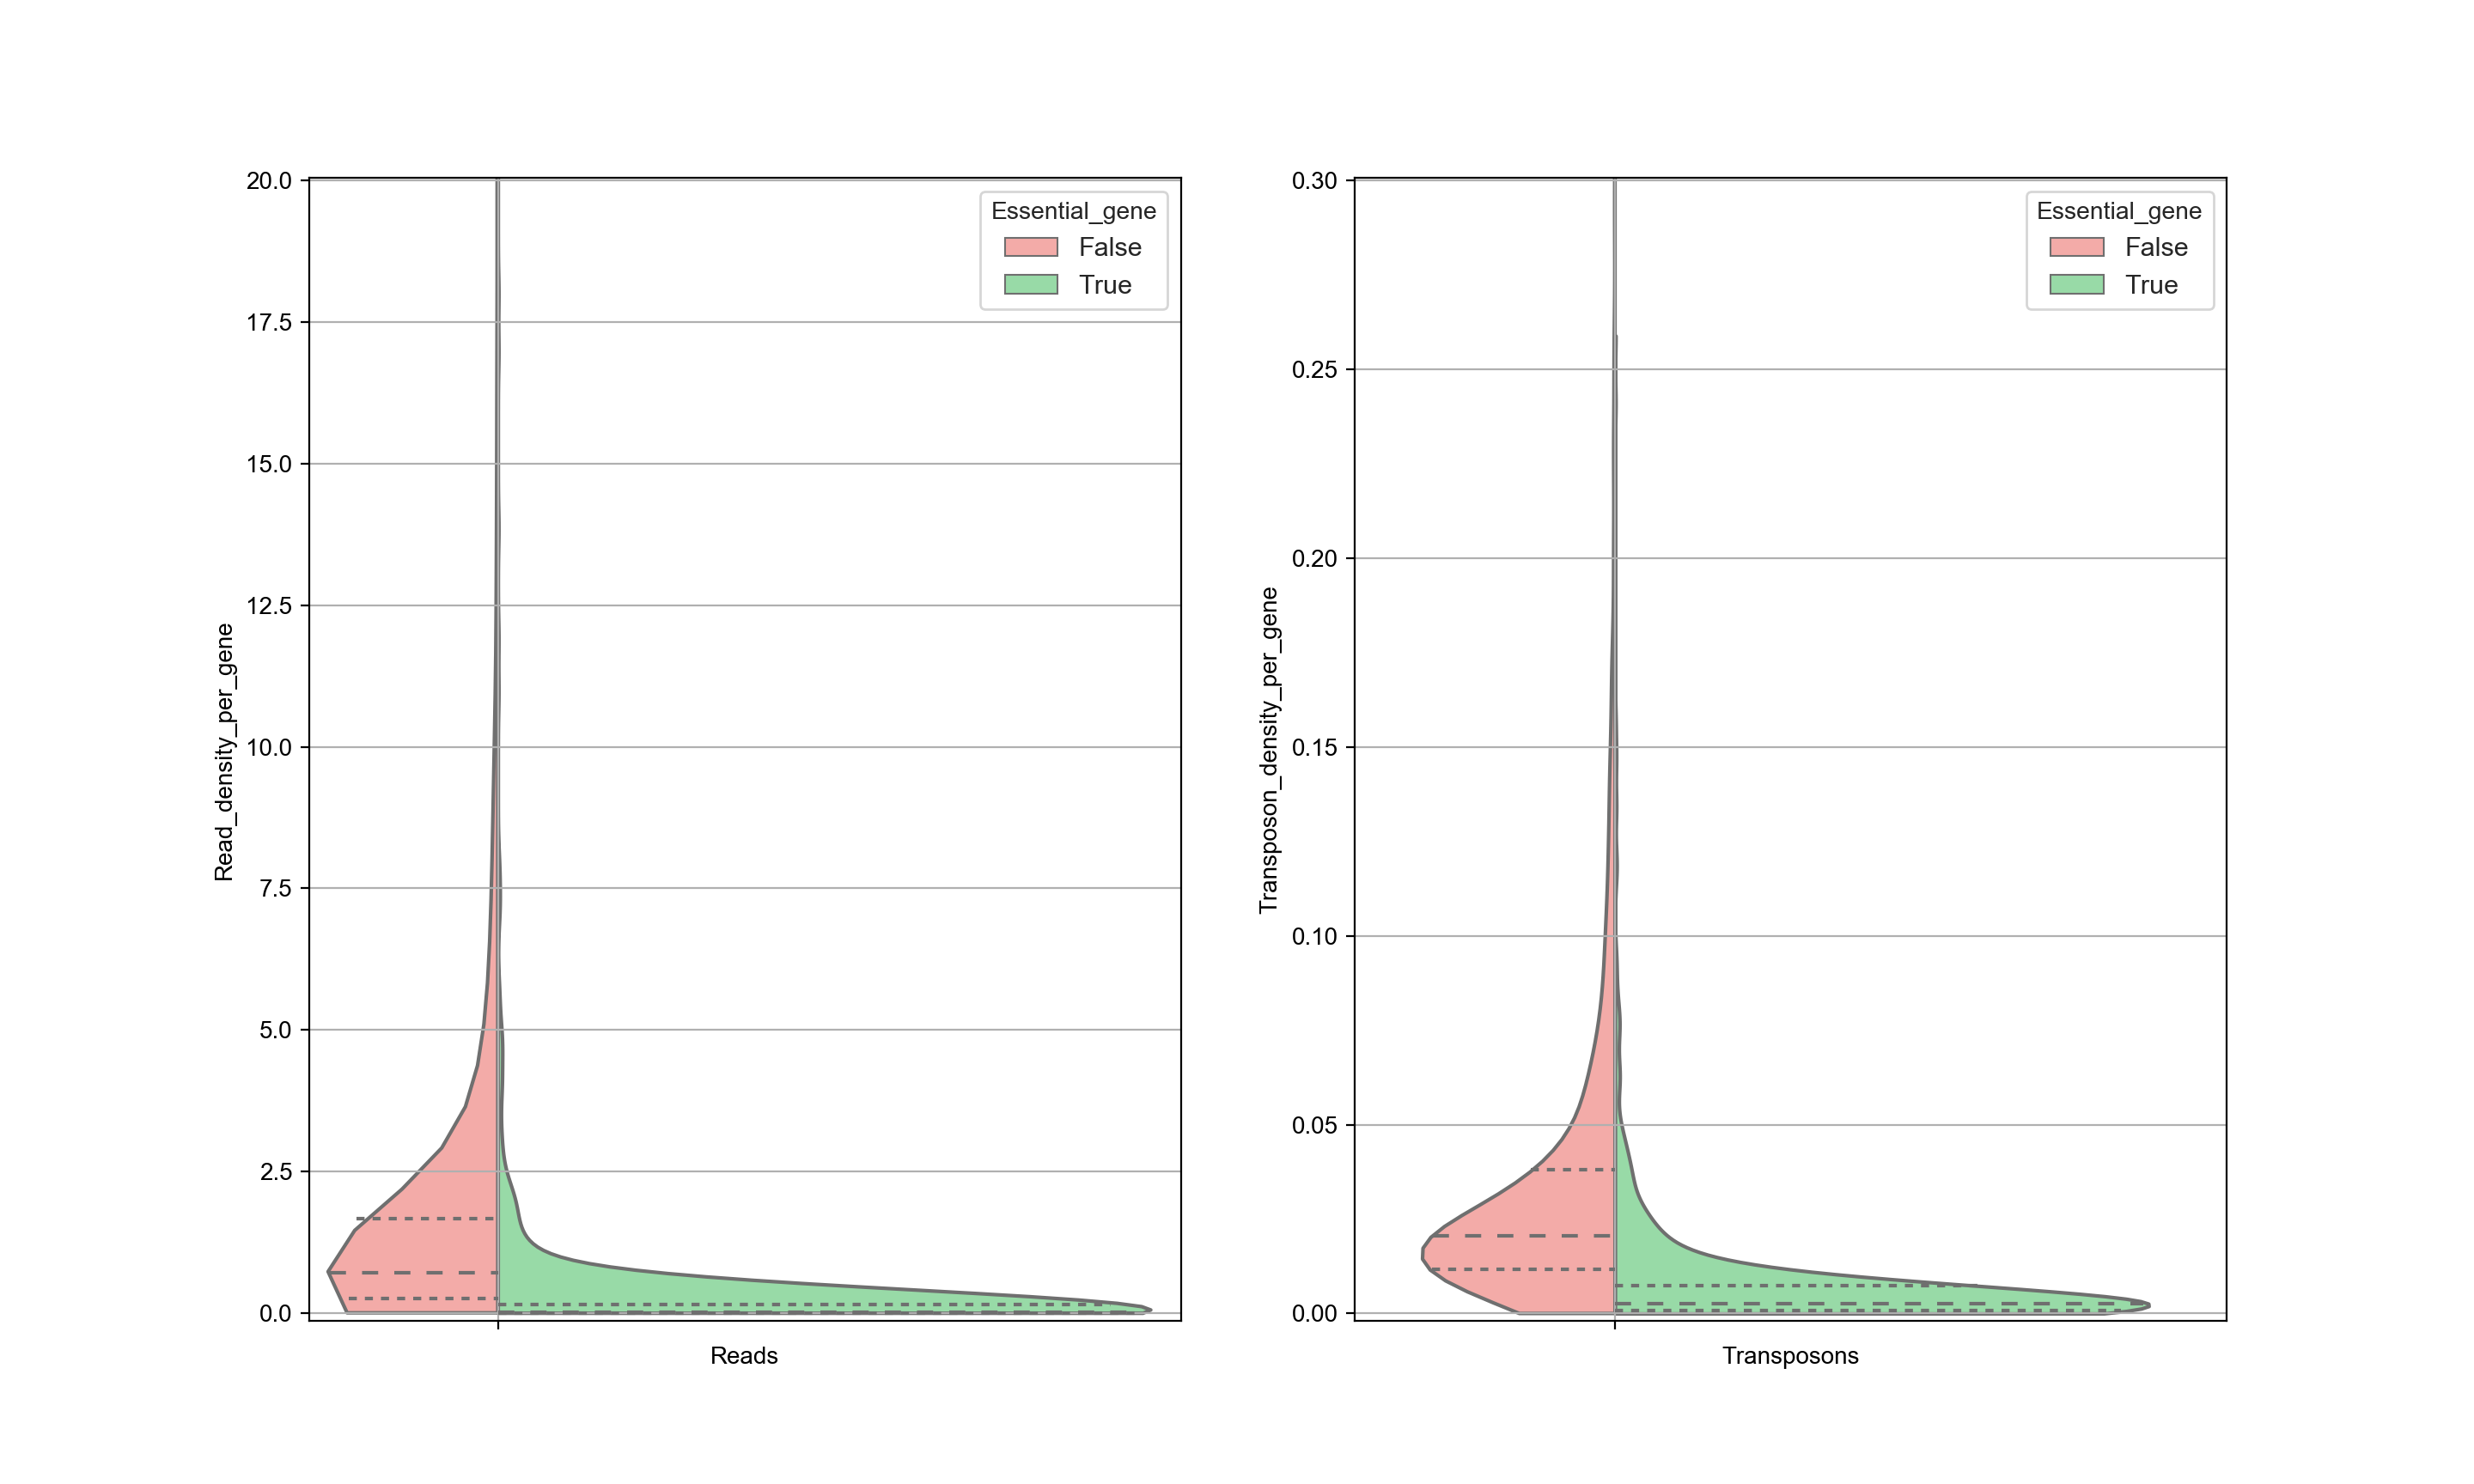 Read_density_per_gene
20.0
17.5
15.0
12.5
10.0
7.5
5.0
2.5
0.0
Essential_gene
False
True
Reads
Transposon_density_per_gene
0.30
0.25
0.20
0.15
0.10
0.05
0.00
Essential_gene
False
True
Transposons